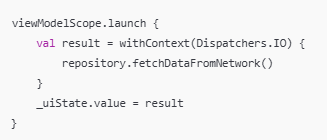 viewModelScope.launch {
    val result = withContext(Dispatchers.IO) {
        repository.fetchDataFromNetwork()
    }
    _uiState.value = result
}